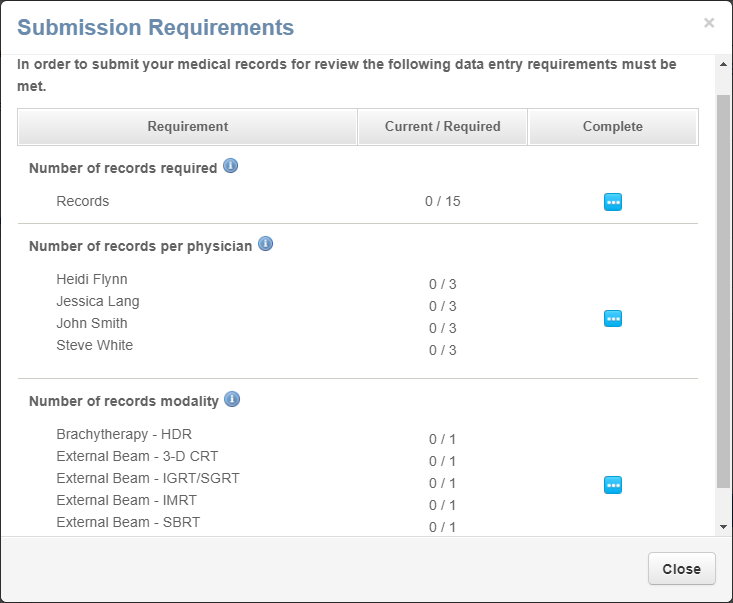 Submission Requirements
×
In order to submit your medical records for review the following data entry requirements must be
met.
Requirement Current / Required Complete
Number of records required
Records 0 / 15
Number of records per physician
Heidi Flynn 0 / 3
Jessica Lang 0 / 3
John Smith 0 / 3
Steve White 0 / 3
Number of records modality
Brachytherapy - HDR 0 / 1
External Beam - 3-D CRT 0 / 1
External Beam - IGRT/SGRT 0 / 1
External Beam - IMRT 0 / 1
External Beam - SBRT 0 / 1
Close